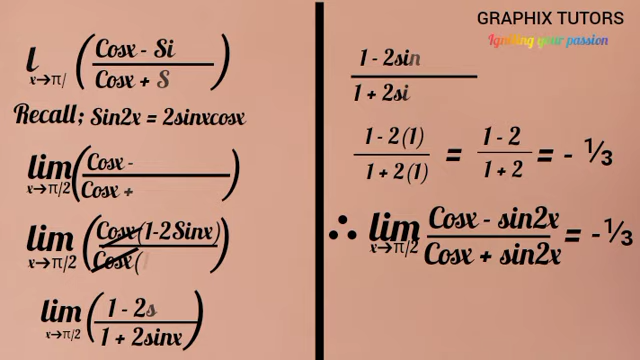 GRAPHIX TUTORS
Igniting your passion
l x→π/ (Cosx - Si / Cosx + S)
Recall; Sin2x = 2sinxcosx
lim x→π/2 (Cosx - / Cosx +)
lim x→π/2 (Cosx(1-2Sinx) / Cosx()
lim x→π/2 (1 - 2s / 1 + 2sinx)
1 - 2sin / 1 + 2si
1 - 2(1) / 1 + 2(1) = 1 - 2 / 1 + 2 = - ⅓
∴ lim x→π/2 Cosx - sin2x / Cosx + sin2x = -⅓